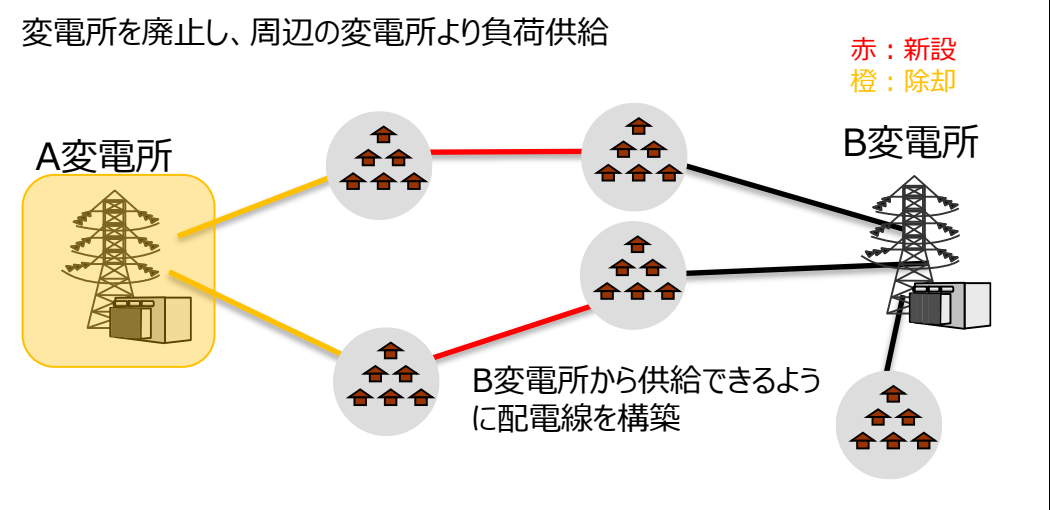 変電所を廃止し、周辺の変電所より負荷供給
赤：新設
橙：除却
A変電所
B変電所
B変電所から供給できるよう
に配電線を構築